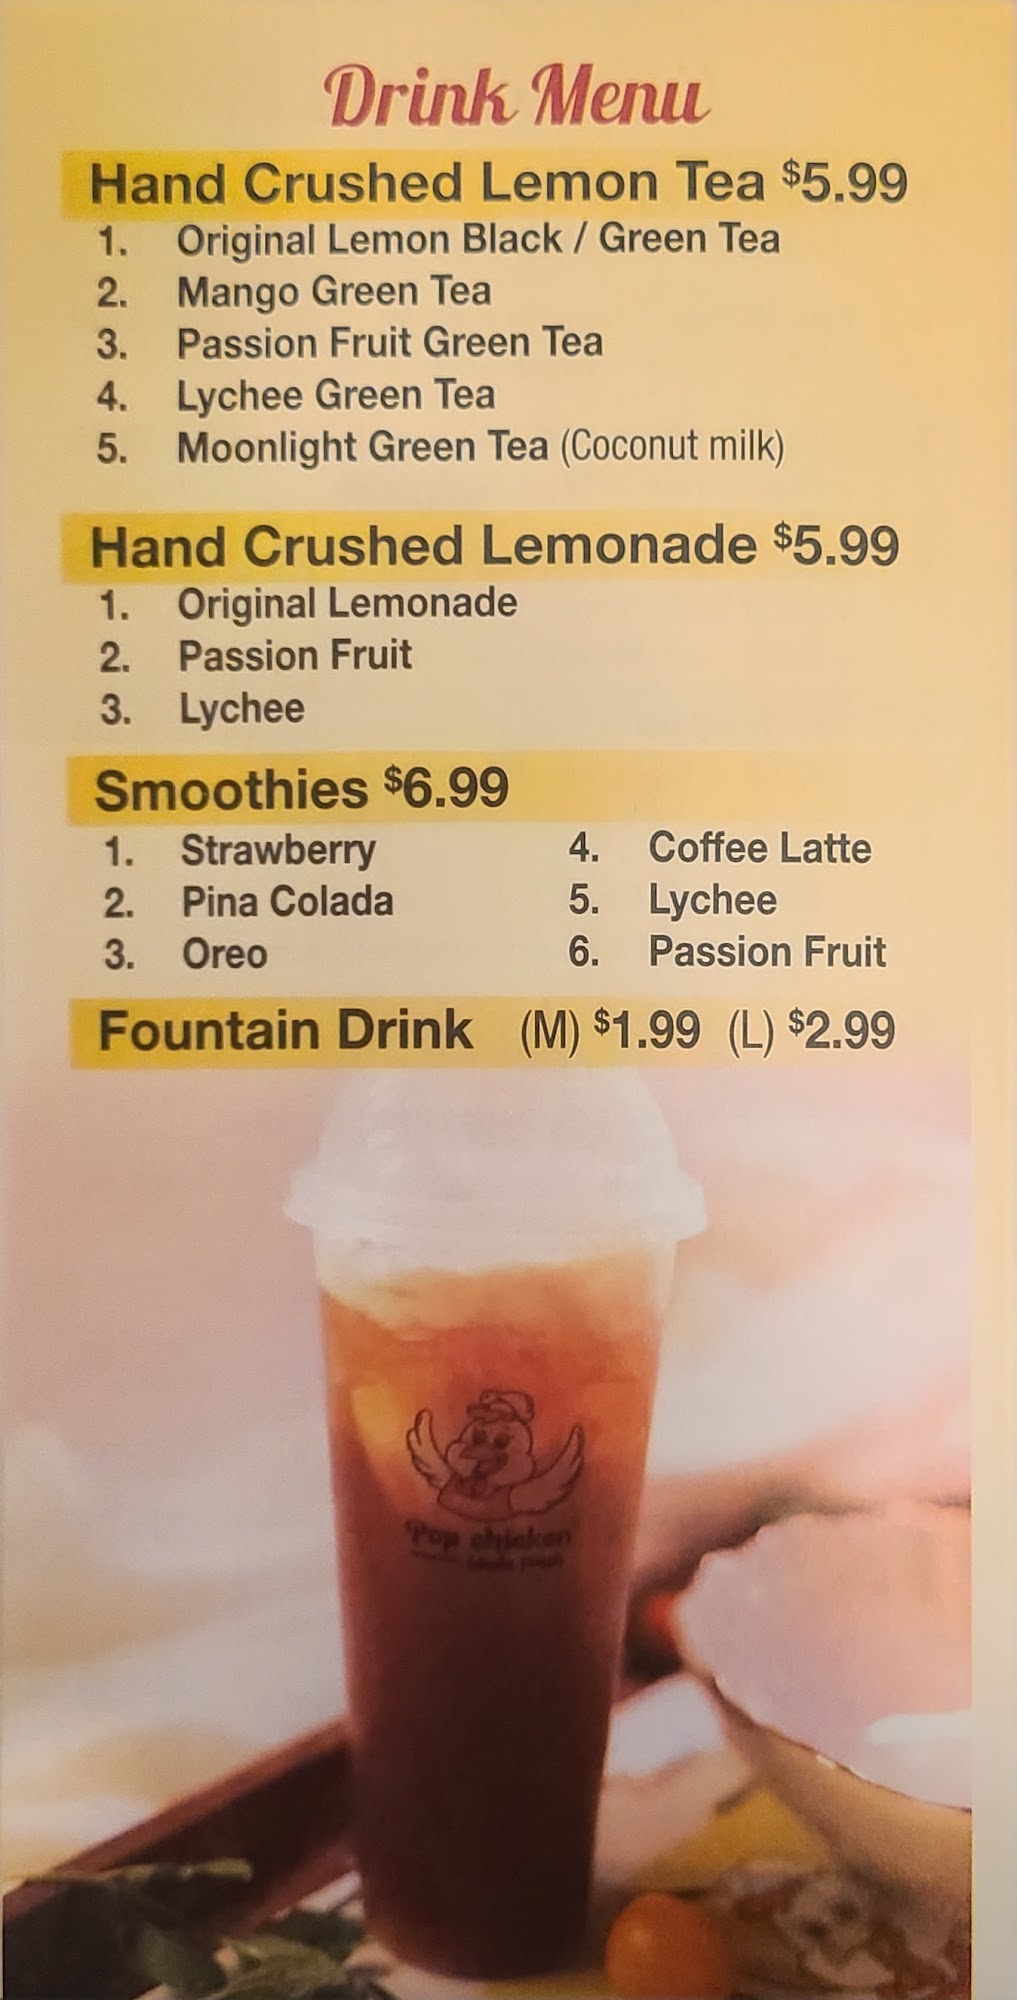 Drink Menu
Hand Crushed Lemon Tea $5.99
1. Original Lemon Black / Green Tea
2. Mango Green Tea
3. Passion Fruit Green Tea
4. Lychee Green Tea
5. Moonlight Green Tea (Coconut milk)
Hand Crushed Lemonade $5.99
1. Original Lemonade
2. Passion Fruit
3. Lychee
Smoothies $6.99
1. Strawberry
2. Pina Colada
3. Oreo
4. Coffee Latte
5. Lychee
6. Passion Fruit
Fountain Drink (M) $1.99 (L) $2.99
Pop chicken